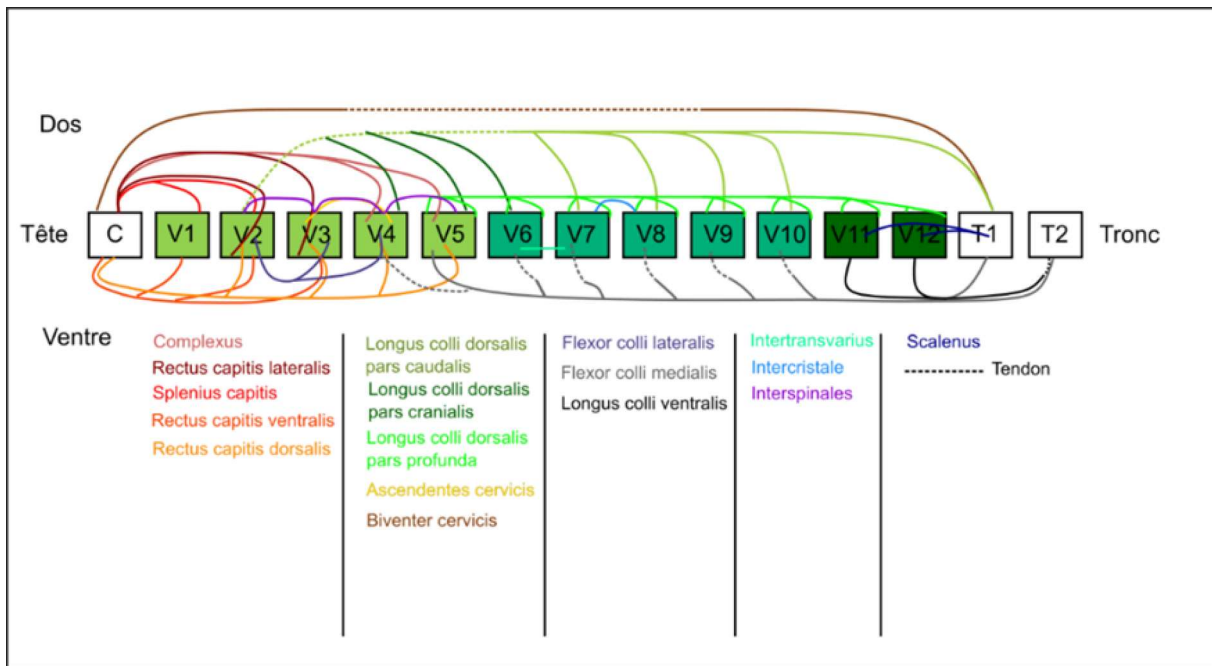 Dos
Tête C V1 V2 V3 V4 V5 V6 V7 V8 V9 V10 V11 V12 T1 T2 Tronc
Ventre
Complexus
Rectus capitis lateralis
Splenius capitis
Rectus capitis ventralis
Rectus capitis dorsalis
Longus colli dorsalis
pars caudalis
Longus colli dorsalis
pars cranialis
Longus colli dorsalis
pars profunda
Ascendentes cervicis
Biventer cervicis
Flexor colli lateralis
Flexor colli medialis
Longus colli ventralis
Intertransvarius
Intercristale
Interspinales
Scalenus
Tendon